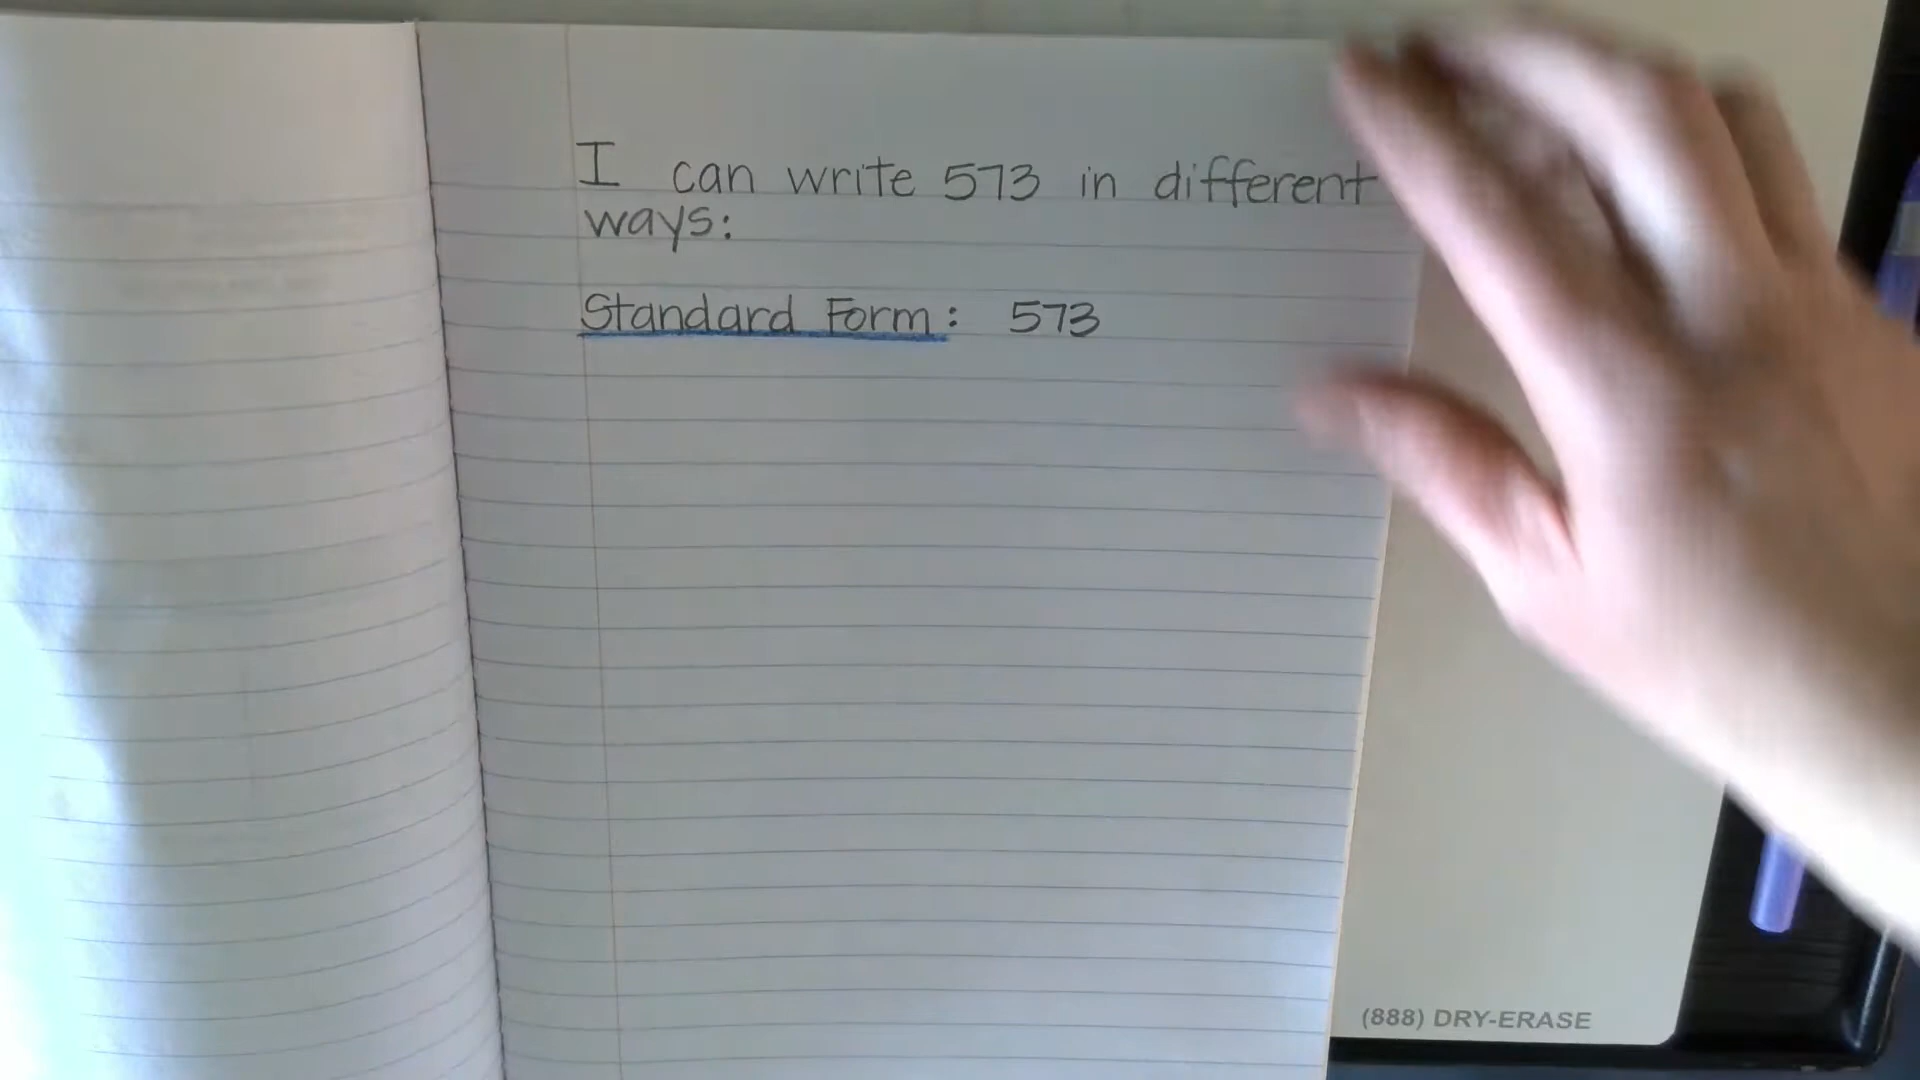 I can write 573 in different
ways:
Standard Form: 573
(888) DRY-ERASE